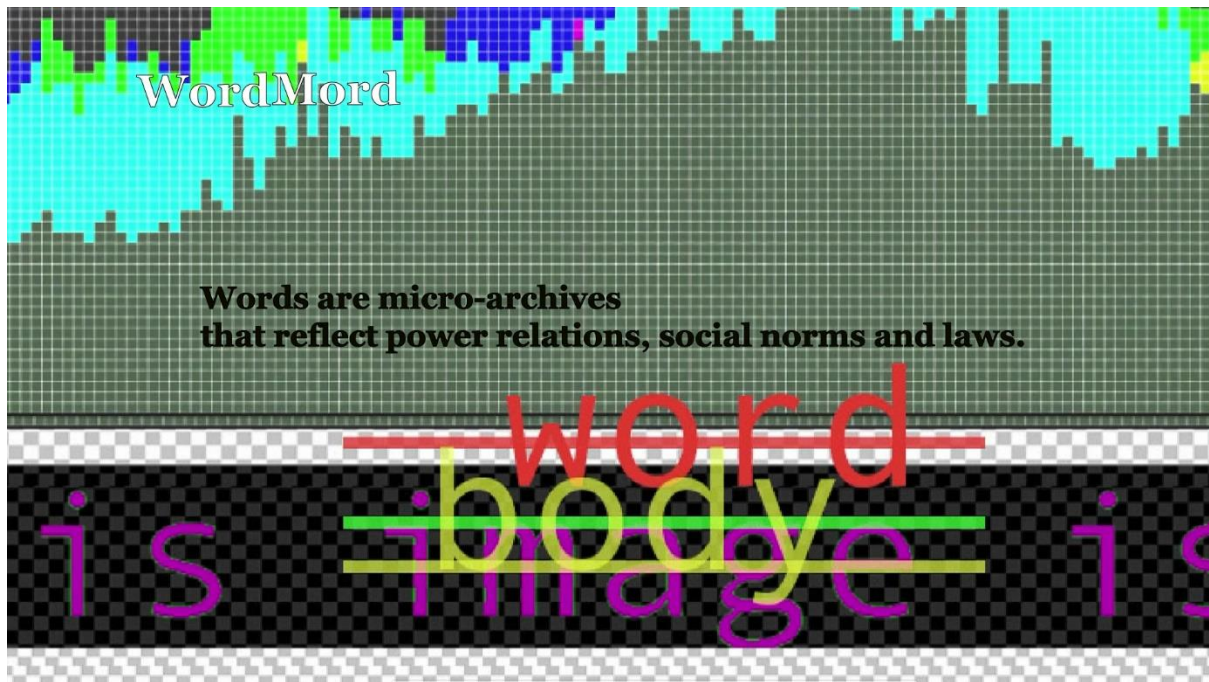 WordMord
Words are micro-archives
that reflect power relations, social norms and laws.
word
body
is image is